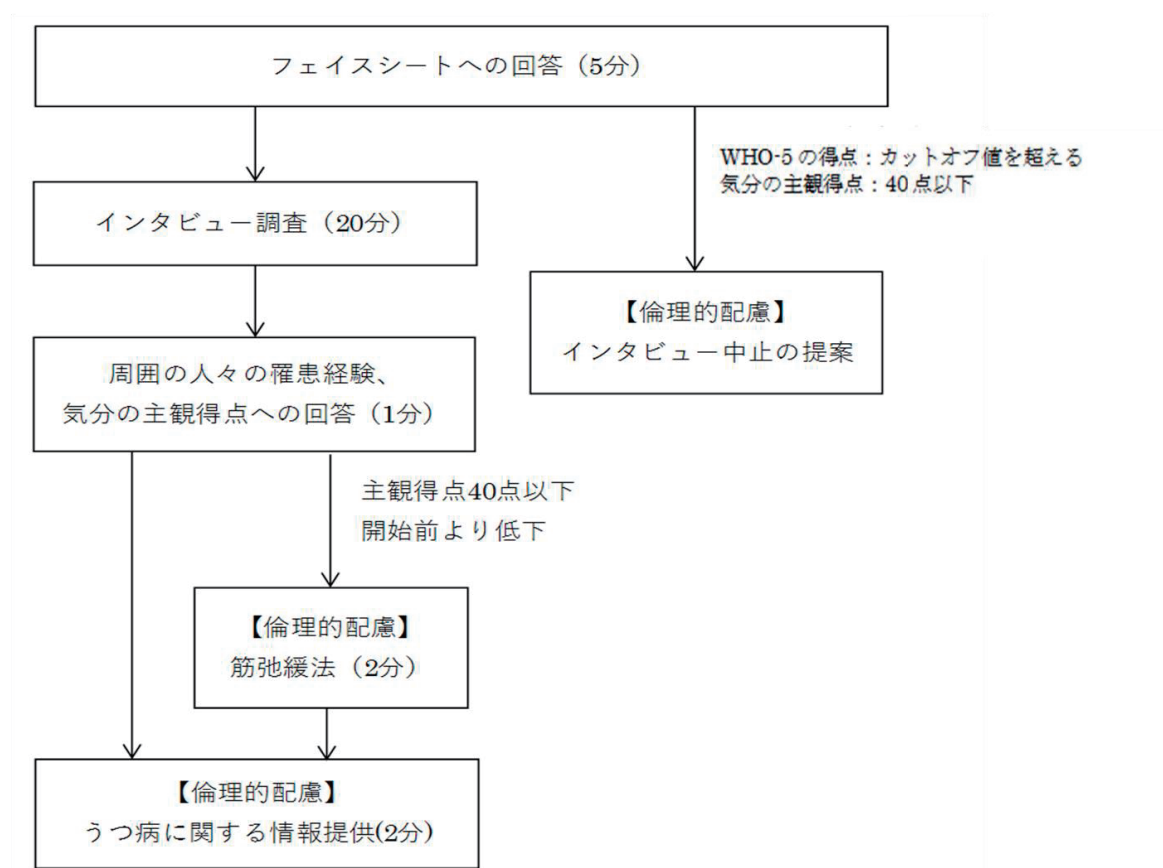 フェイスシートへの回答（5分）
WHO-5の得点：カットオフ値を超える
気分の主観得点：40点以下
インタビュー調査（20分）
【倫理的配慮】
インタビュー中止の提案
周囲の人々の罹患経験、
気分の主観得点への回答（1分）
主観得点40点以下
開始前より低下
【倫理的配慮】
筋弛緩法（2分）
【倫理的配慮】
うつ病に関する情報提供(2分)